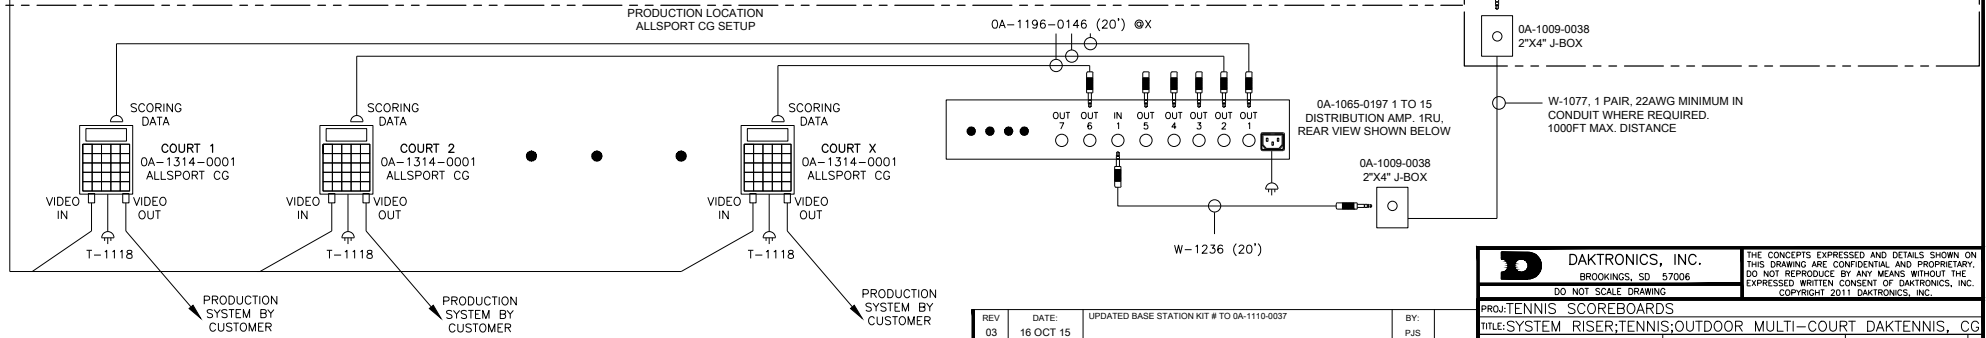 PRODUCTION LOCATION
ALLSPORT CG SETUP
0A-1196-0146 (20') @X
0A-1009-0038
2"X4" J-BOX
SCORING
DATA
COURT 1
0A-1314-0001
ALLSPORT CG
VIDEO
IN
VIDEO
OUT
T-1118
PRODUCTION
SYSTEM BY
CUSTOMER
SCORING
DATA
COURT 2
0A-1314-0001
ALLSPORT CG
VIDEO
IN
VIDEO
OUT
T-1118
PRODUCTION
SYSTEM BY
CUSTOMER
SCORING
DATA
COURT X
0A-1314-0001
ALLSPORT CG
VIDEO
IN
VIDEO
OUT
T-1118
PRODUCTION
SYSTEM BY
CUSTOMER
OUT
7
OUT
6
IN
1
OUT
5
OUT
4
OUT
3
OUT
2
OUT
1
0A-1065-0197 1 TO 15
DISTRIBUTION AMP. 1RU,
REAR VIEW SHOWN BELOW
0A-1009-0038
2"X4" J-BOX
W-1236 (20')
W-1077, 1 PAIR, 22AWG MINIMUM IN
CONDUIT WHERE REQUIRED.
1000FT MAX. DISTANCE
DAKTRONICS, INC.
BROOKINGS, SD 57006
DO NOT SCALE DRAWING
THE CONCEPTS EXPRESSED AND DETAILS SHOWN ON
THIS DRAWING ARE CONFIDENTIAL AND PROPRIETARY.
DO NOT REPRODUCE BY ANY MEANS WITHOUT THE
EXPRESSED WRITTEN CONSENT OF DAKTRONICS, INC.
COPYRIGHT 2011 DAKTRONICS, INC.
PROJ: TENNIS SCOREBOARDS
TITLE: SYSTEM RISER;TENNIS;OUTDOOR MULTI-COURT DAKTENNIS, CG
REV
03
DATE:
16 OCT 15
UPDATED BASE STATION KIT # TO 0A-1110-0037
BY:
PJS